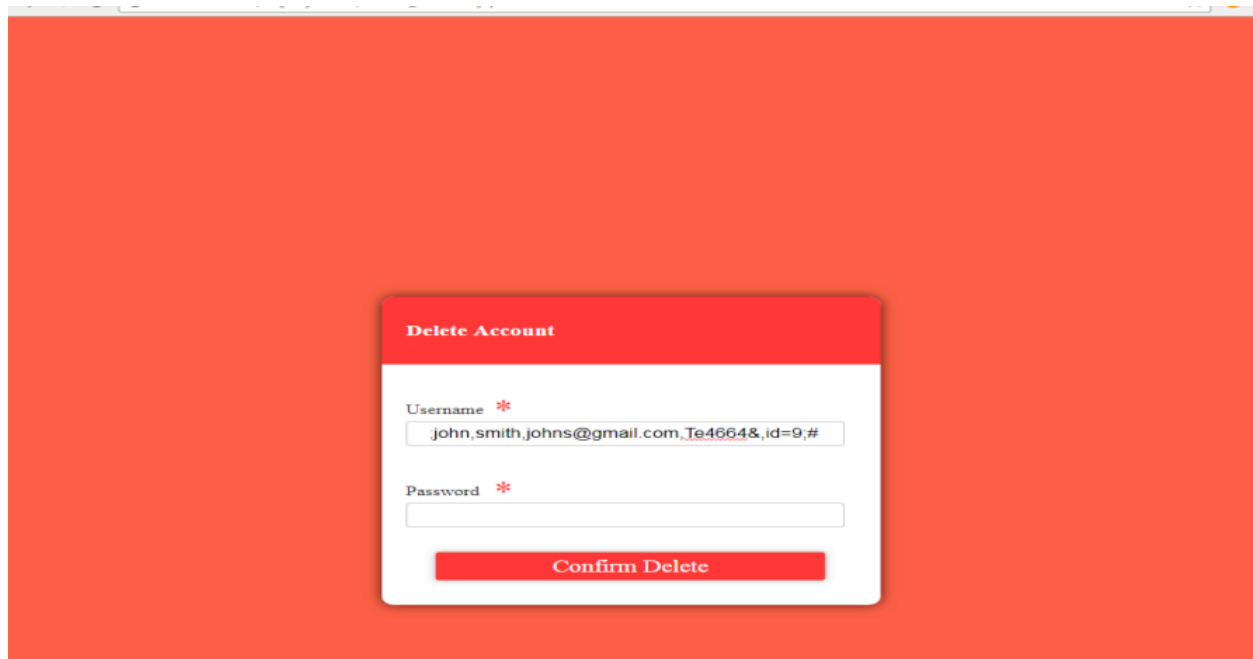 Delete Account
Username *
;john,smith,johns@gmail.com,Te4664&,id=9;#
Password *
Confirm Delete